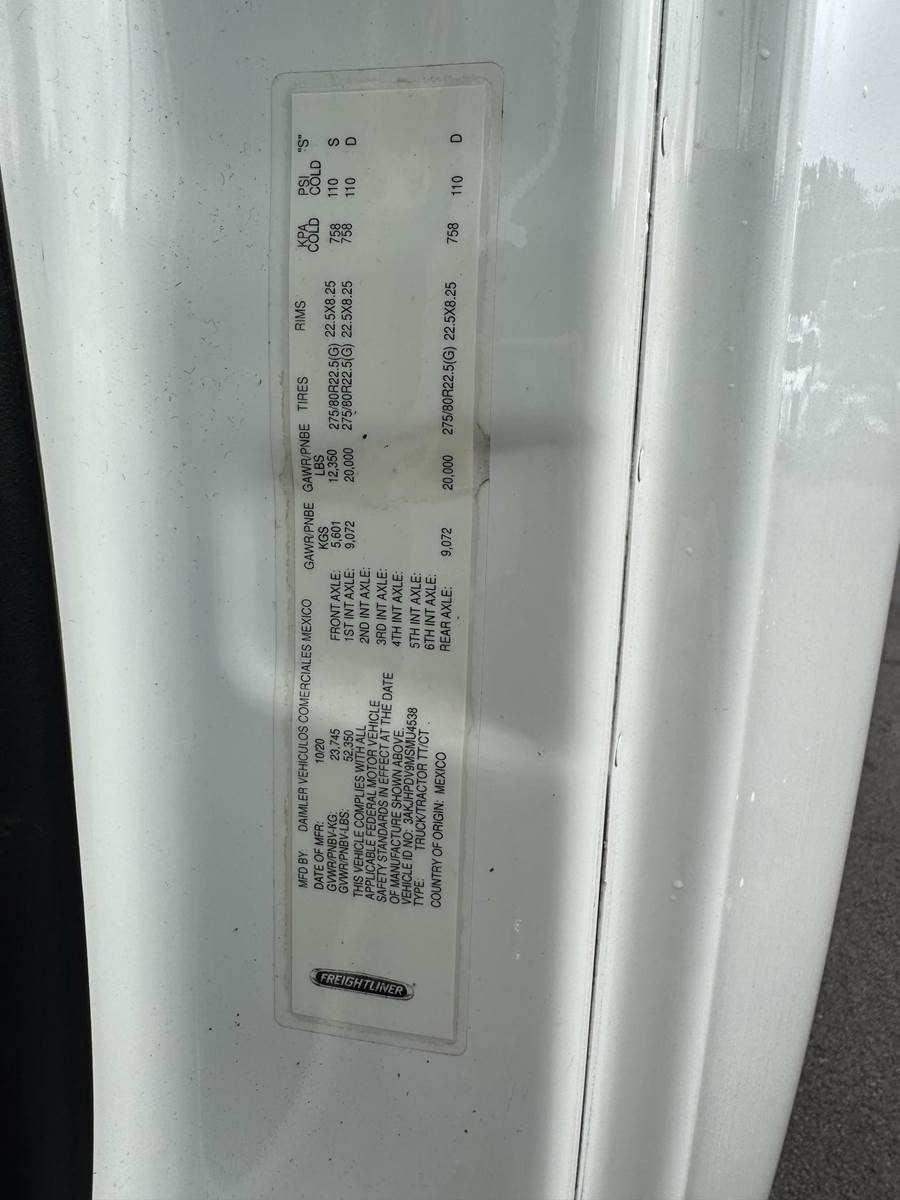 FREIGHTLINER
MFD BY: DAIMLER VEHICULOS COMERCIALES MEXICO
DATE OF MFR: 10/20
GVWR/PNBV-KG: 23,745
GVWR/PNBV-LBS: 52,350
THIS VEHICLE COMPLIES WITH ALL
APPLICABLE FEDERAL MOTOR VEHICLE
SAFETY STANDARDS IN EFFECT AT THE DATE
OF MANUFACTURE SHOWN ABOVE.
VEHICLE ID NO: 3AKJHPDV9MSMU4538
TYPE: TRUCK/TRACTOR TT/CT
COUNTRY OF ORIGIN: MEXICO
GAWR/PNBE GAWR/PNBE TIRES RIMS KPA PSI "S"
KGS LBS COLD COLD
FRONT AXLE: 5,601 12,350 275/80R22.5(G) 22.5X8.25 758 110 S
1ST INT AXLE: 9,072 20,000 275/80R22.5(G) 22.5X8.25 758 110 D
2ND INT AXLE:
3RD INT AXLE:
4TH INT AXLE:
5TH INT AXLE:
6TH INT AXLE:
REAR AXLE: 9,072 20,000 275/80R22.5(G) 22.5X8.25 758 110 D